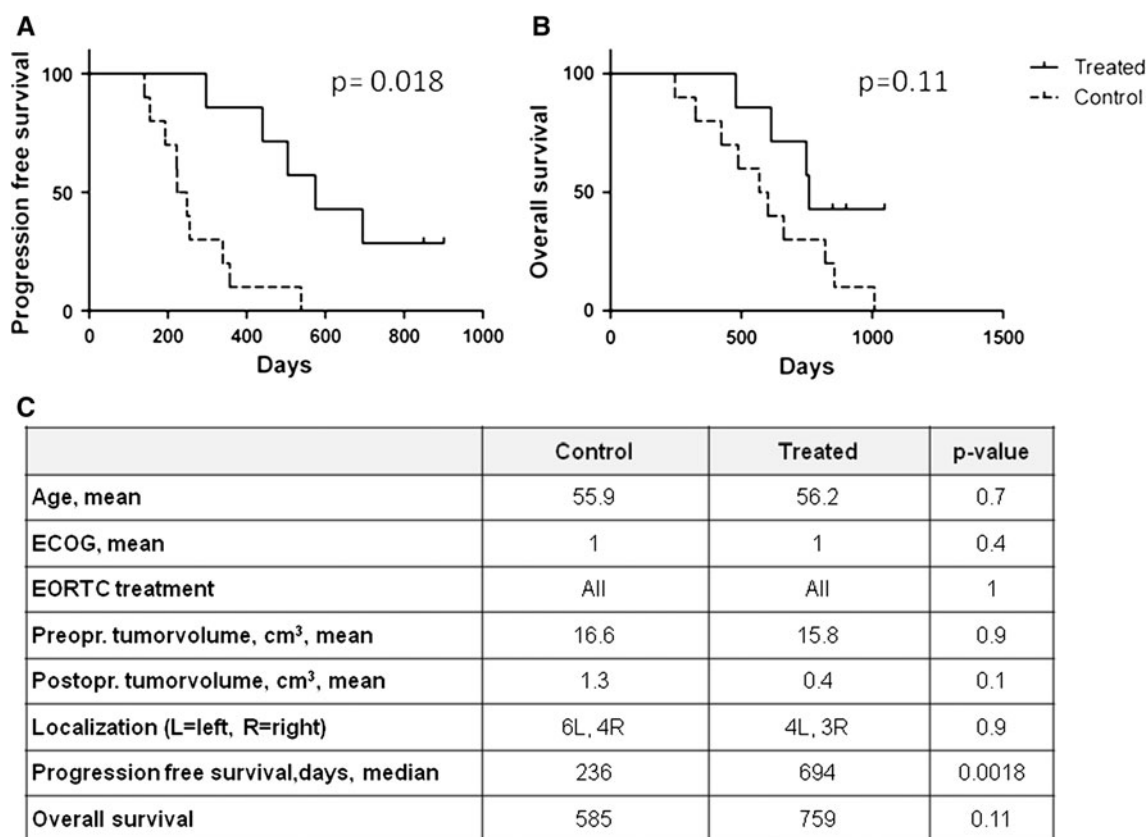 A
Progression free survival
100
50
0
p= 0.018
0 200 400 600 800 1000
Days
B
Overall survival
100
50
0
p=0.11
0 500 1000 1500
Days
Treated
Control
C
Control Treated p-value
Age, mean 55.9 56.2 0.7
ECOG, mean 1 1 0.4
EORTC treatment All All 1
Preopr. tumorvolume, cm³, mean 16.6 15.8 0.9
Postopr. tumorvolume, cm³, mean 1.3 0.4 0.1
Localization (L=left, R=right) 6L, 4R 4L, 3R 0.9
Progression free survival,days, median 236 694 0.0018
Overall survival 585 759 0.11